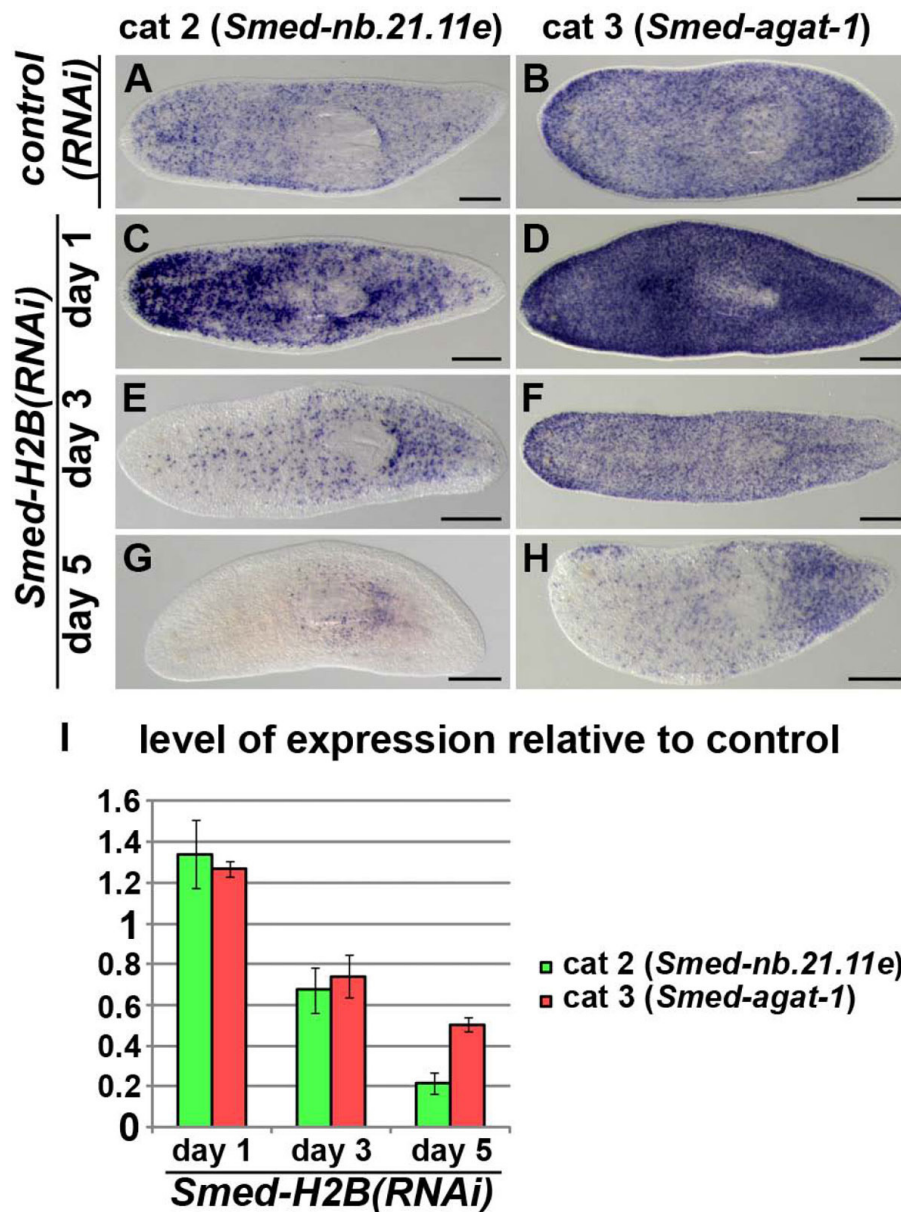 cat 2 (Smed-nb.21.11e) cat 3 (Smed-agat-1)
control (RNAi)
A B
Smed-H2B(RNAi)
day 1
C D
day 3
E F
day 5
G H
I level of expression relative to control
1.6
1.4
1.2
1
0.8
0.6
0.4
0.2
0
cat 2 (Smed-nb.21.11e)
cat 3 (Smed-agat-1)
day 1 day 3 day 5
Smed-H2B(RNAi)